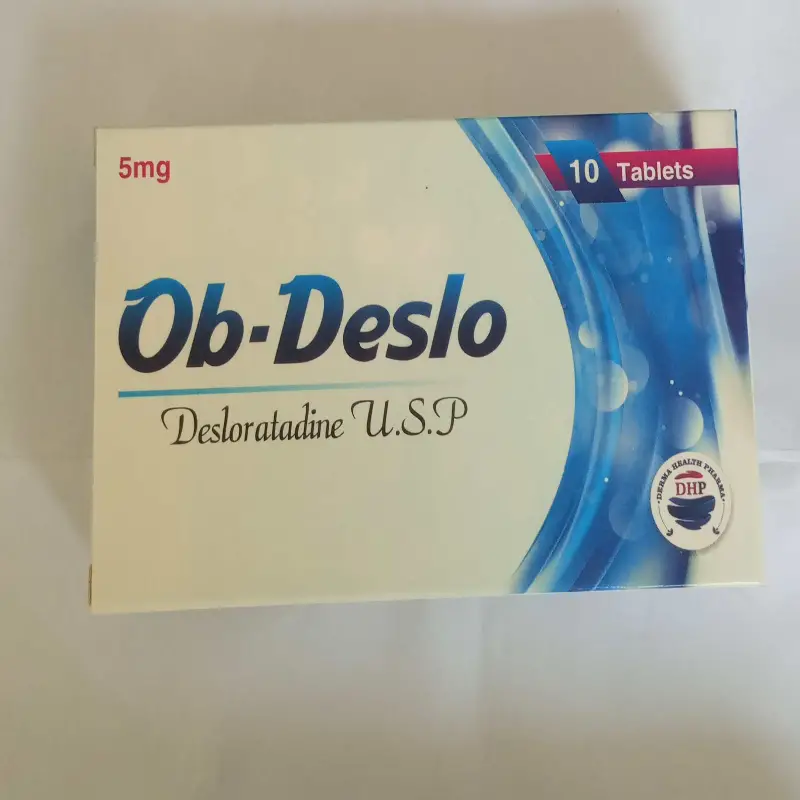 5mg
10 Tablets
Ob-Deslo
Desloratadine U.S.P
DERMA HEALTH PHARMA
DHP